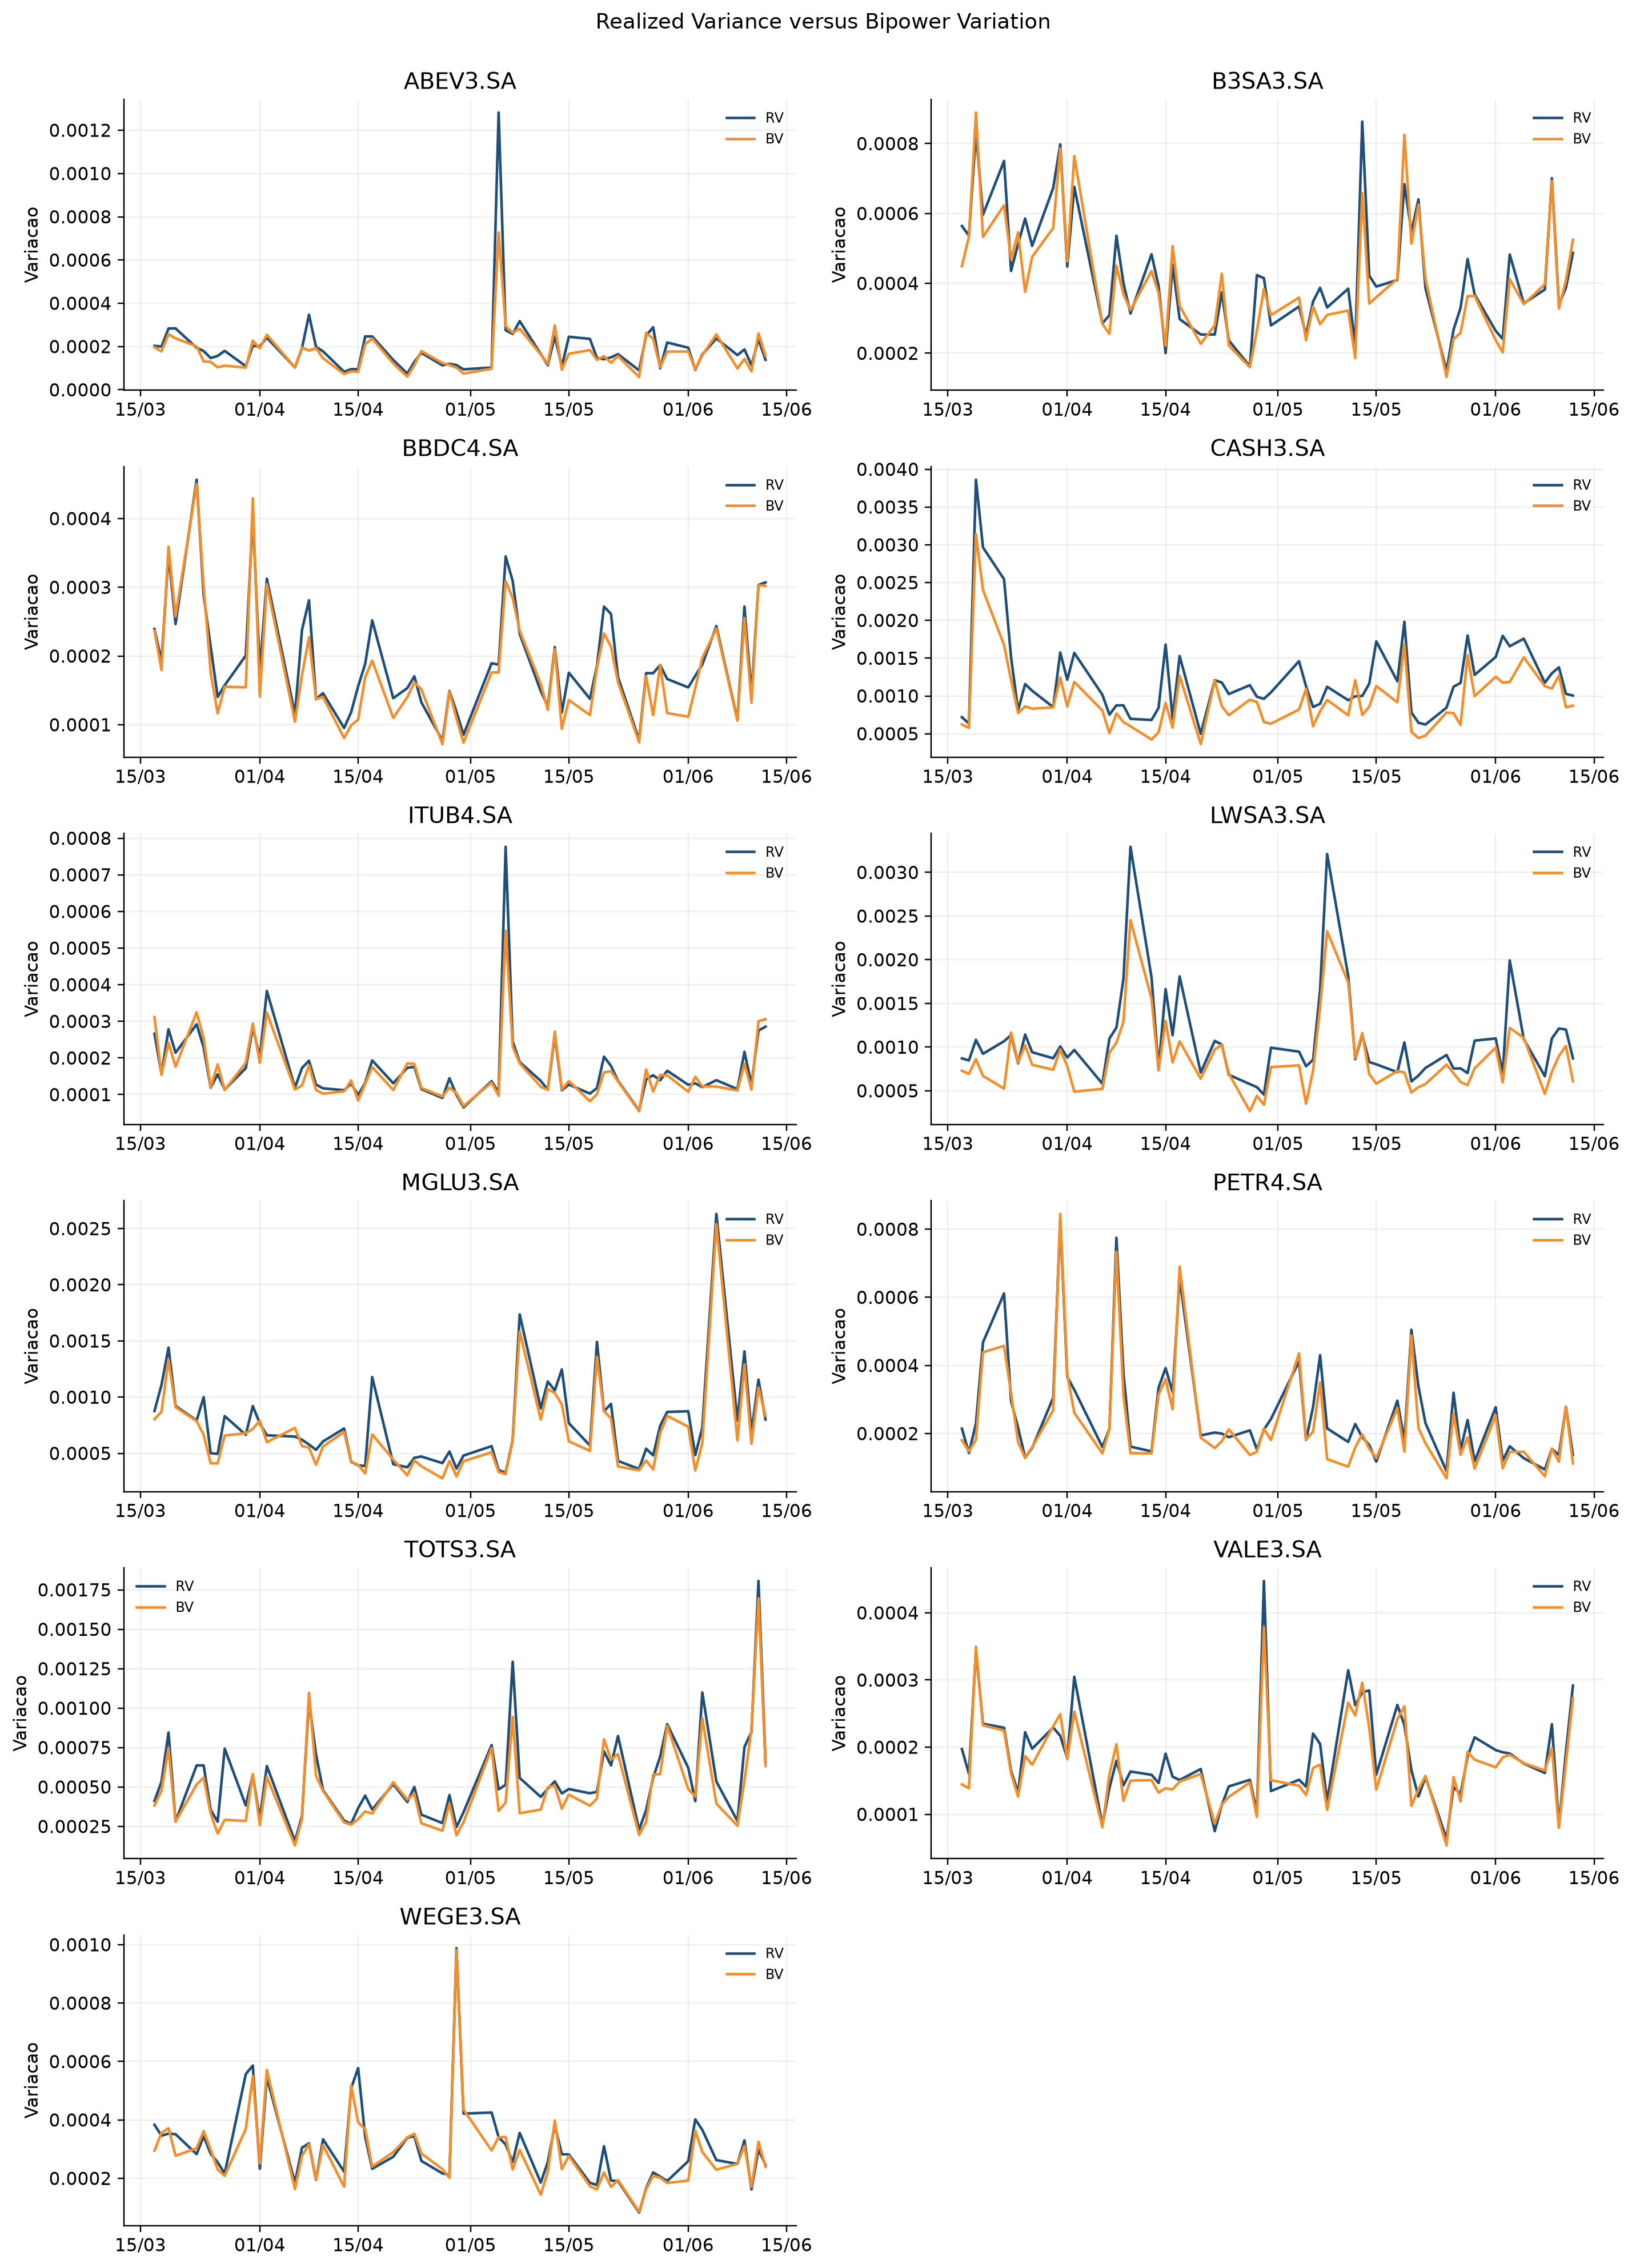 Realized Variance versus Bipower Variation
ABEV3.SA
Variacao
0.0012
0.0010
0.0008
0.0006
0.0004
0.0002
0.0000
15/03 01/04 15/04 01/05 15/05 01/06 15/06
RV
BV
B3SA3.SA
Variacao
0.0008
0.0006
0.0004
0.0002
15/03 01/04 15/04 01/05 15/05 01/06 15/06
RV
BV
BBDC4.SA
Variacao
0.0004
0.0003
0.0002
0.0001
15/03 01/04 15/04 01/05 15/05 01/06 15/06
RV
BV
CASH3.SA
Variacao
0.0040
0.0035
0.0030
0.0025
0.0020
0.0015
0.0010
0.0005
15/03 01/04 15/04 01/05 15/05 01/06 15/06
RV
BV
ITUB4.SA
Variacao
0.0008
0.0007
0.0006
0.0005
0.0004
0.0003
0.0002
0.0001
15/03 01/04 15/04 01/05 15/05 01/06 15/06
RV
BV
LWSA3.SA
Variacao
0.0030
0.0025
0.0020
0.0015
0.0010
0.0005
15/03 01/04 15/04 01/05 15/05 01/06 15/06
RV
BV
MGLU3.SA
Variacao
0.0025
0.0020
0.0015
0.0010
0.0005
15/03 01/04 15/04 01/05 15/05 01/06 15/06
RV
BV
PETR4.SA
Variacao
0.0008
0.0006
0.0004
0.0002
15/03 01/04 15/04 01/05 15/05 01/06 15/06
RV
BV
TOTS3.SA
Variacao
0.00175
0.00150
0.00125
0.00100
0.00075
0.00050
0.00025
15/03 01/04 15/04 01/05 15/05 01/06 15/06
RV
BV
VALE3.SA
Variacao
0.0004
0.0003
0.0002
0.0001
15/03 01/04 15/04 01/05 15/05 01/06 15/06
RV
BV
WEGE3.SA
Variacao
0.0010
0.0008
0.0006
0.0004
0.0002
15/03 01/04 15/04 01/05 15/05 01/06 15/06
RV
BV